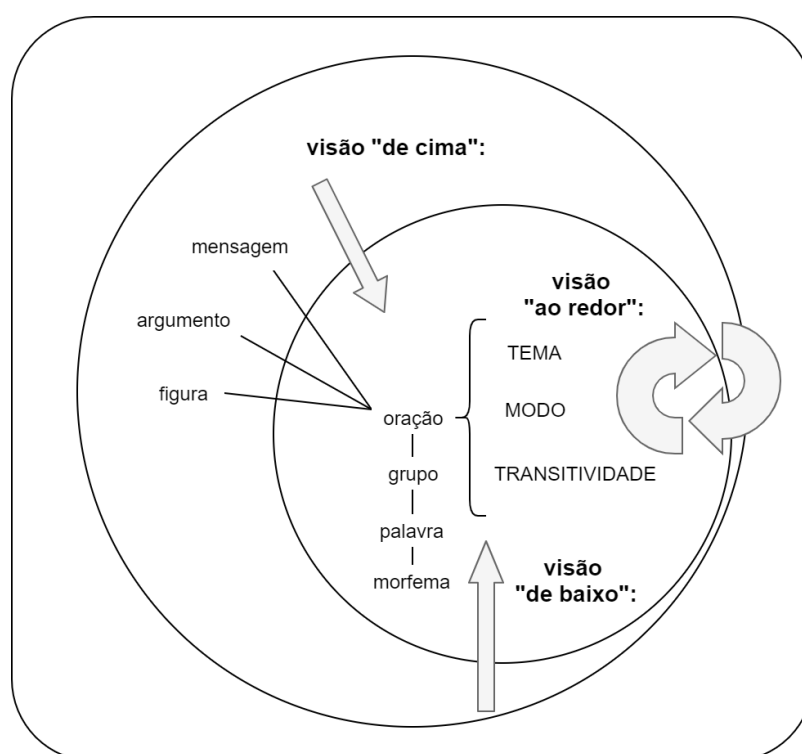 visão "de cima":
mensagem
argumento
figura
visão
"ao redor":
TEMA
MODO
TRANSITIVIDADE
oração
grupo
palavra
morfema
visão
"de baixo":